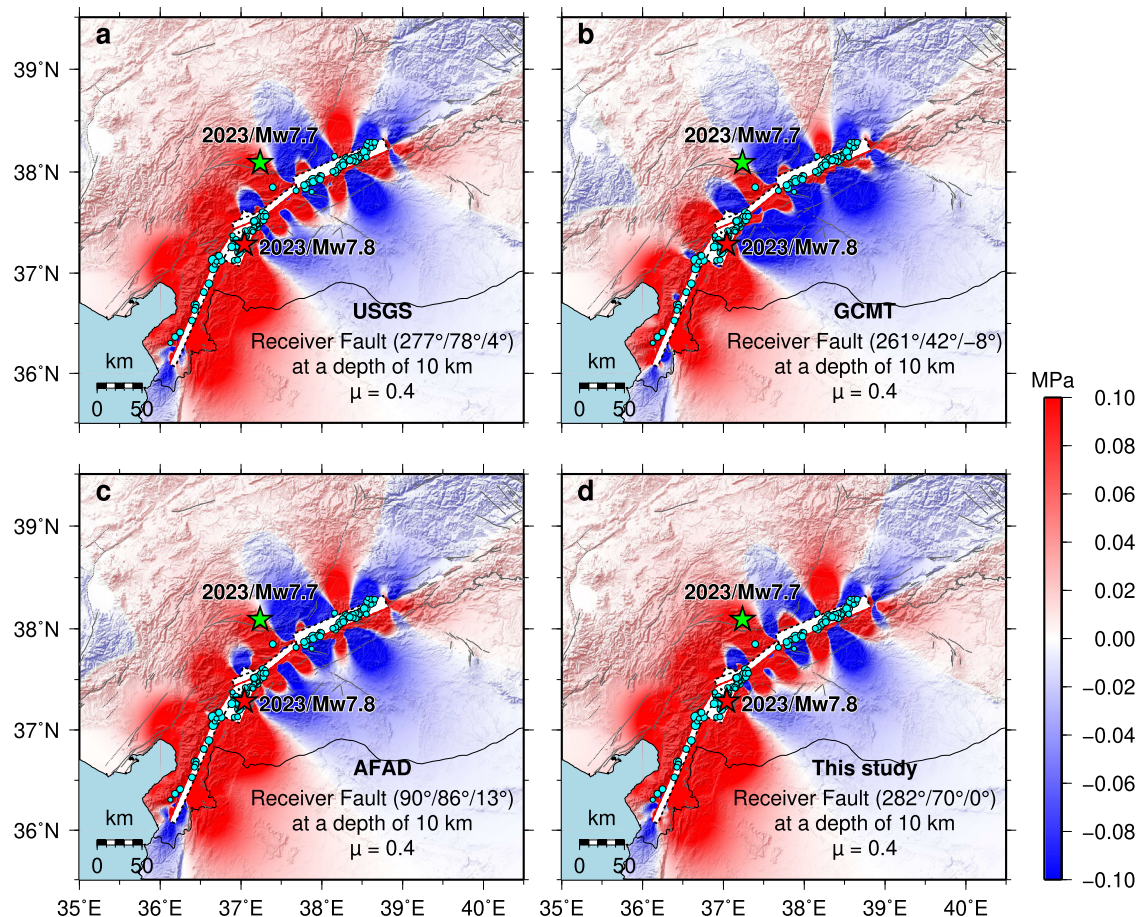 a
b
39°N
38°N
37°N
36°N
2023/Mw7.7
2023/Mw7.8
USGS
Receiver Fault (277°/78°/4°)
at a depth of 10 km
μ = 0.4
km
0 50
2023/Mw7.7
2023/Mw7.8
GCMT
Receiver Fault (261°/42°/−8°)
at a depth of 10 km
μ = 0.4
km
0 50
c
d
39°N
38°N
37°N
36°N
2023/Mw7.7
2023/Mw7.8
AFAD
Receiver Fault (90°/86°/13°)
at a depth of 10 km
μ = 0.4
km
0 50
2023/Mw7.7
2023/Mw7.8
This study
Receiver Fault (282°/70°/0°)
at a depth of 10 km
μ = 0.4
km
0 50
35°E 36°E 37°E 38°E 39°E 40°E
35°E 36°E 37°E 38°E 39°E 40°E
MPa
0.10
0.08
0.06
0.04
0.02
0.00
−0.02
−0.04
−0.06
−0.08
−0.10